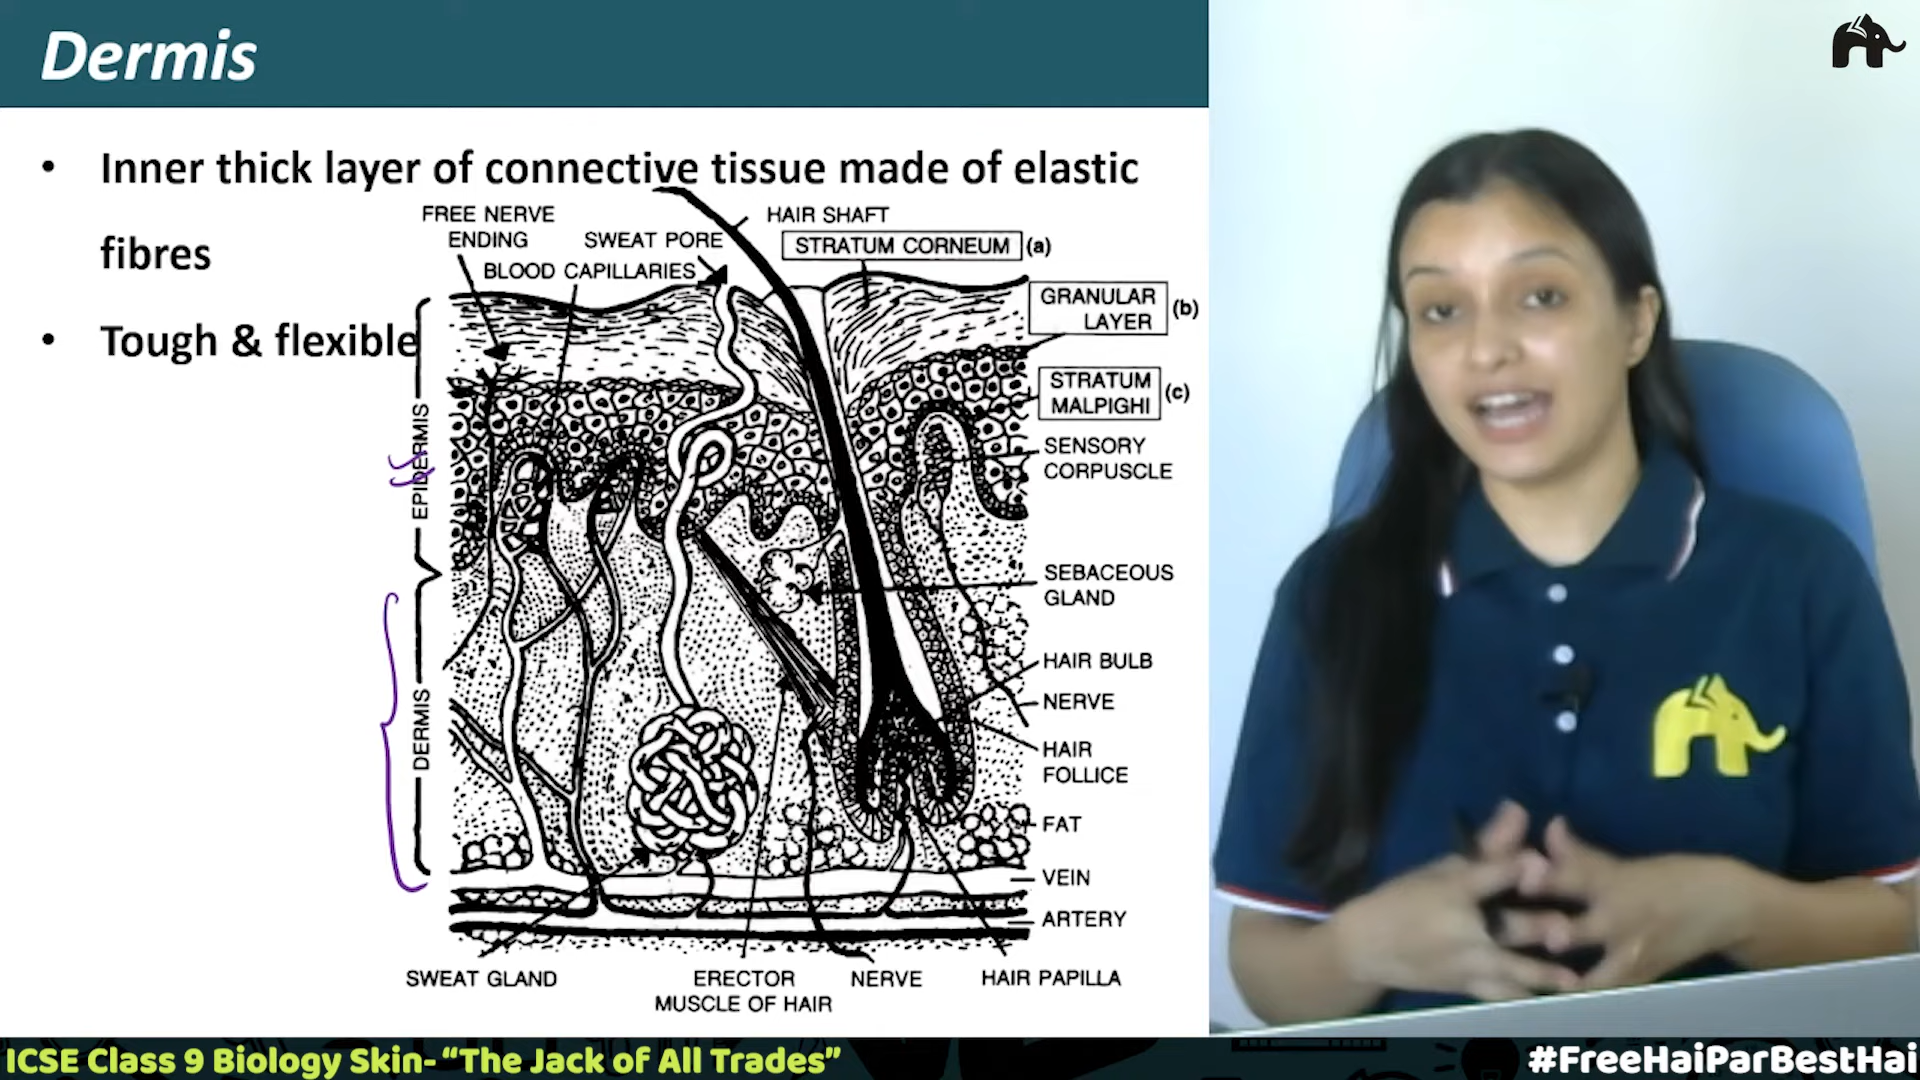 Dermis
• Inner thick layer of connective tissue made of elastic
fibres
• Tough & flexible
FREE NERVE
ENDING
SWEAT PORE
BLOOD CAPILLARIES
HAIR SHAFT
STRATUM CORNEUM (a)
GRANULAR
LAYER (b)
STRATUM
MALPIGHI (c)
SENSORY
CORPUSCLE
SEBACEOUS
GLAND
HAIR BULB
NERVE
HAIR
FOLLICE
FAT
VEIN
ARTERY
EPIDERMIS
DERMIS
SWEAT GLAND
ERECTOR
MUSCLE OF HAIR
NERVE
HAIR PAPILLA
ICSE Class 9 Biology Skin- “The Jack of All Trades”
#FreeHaiParBestHai